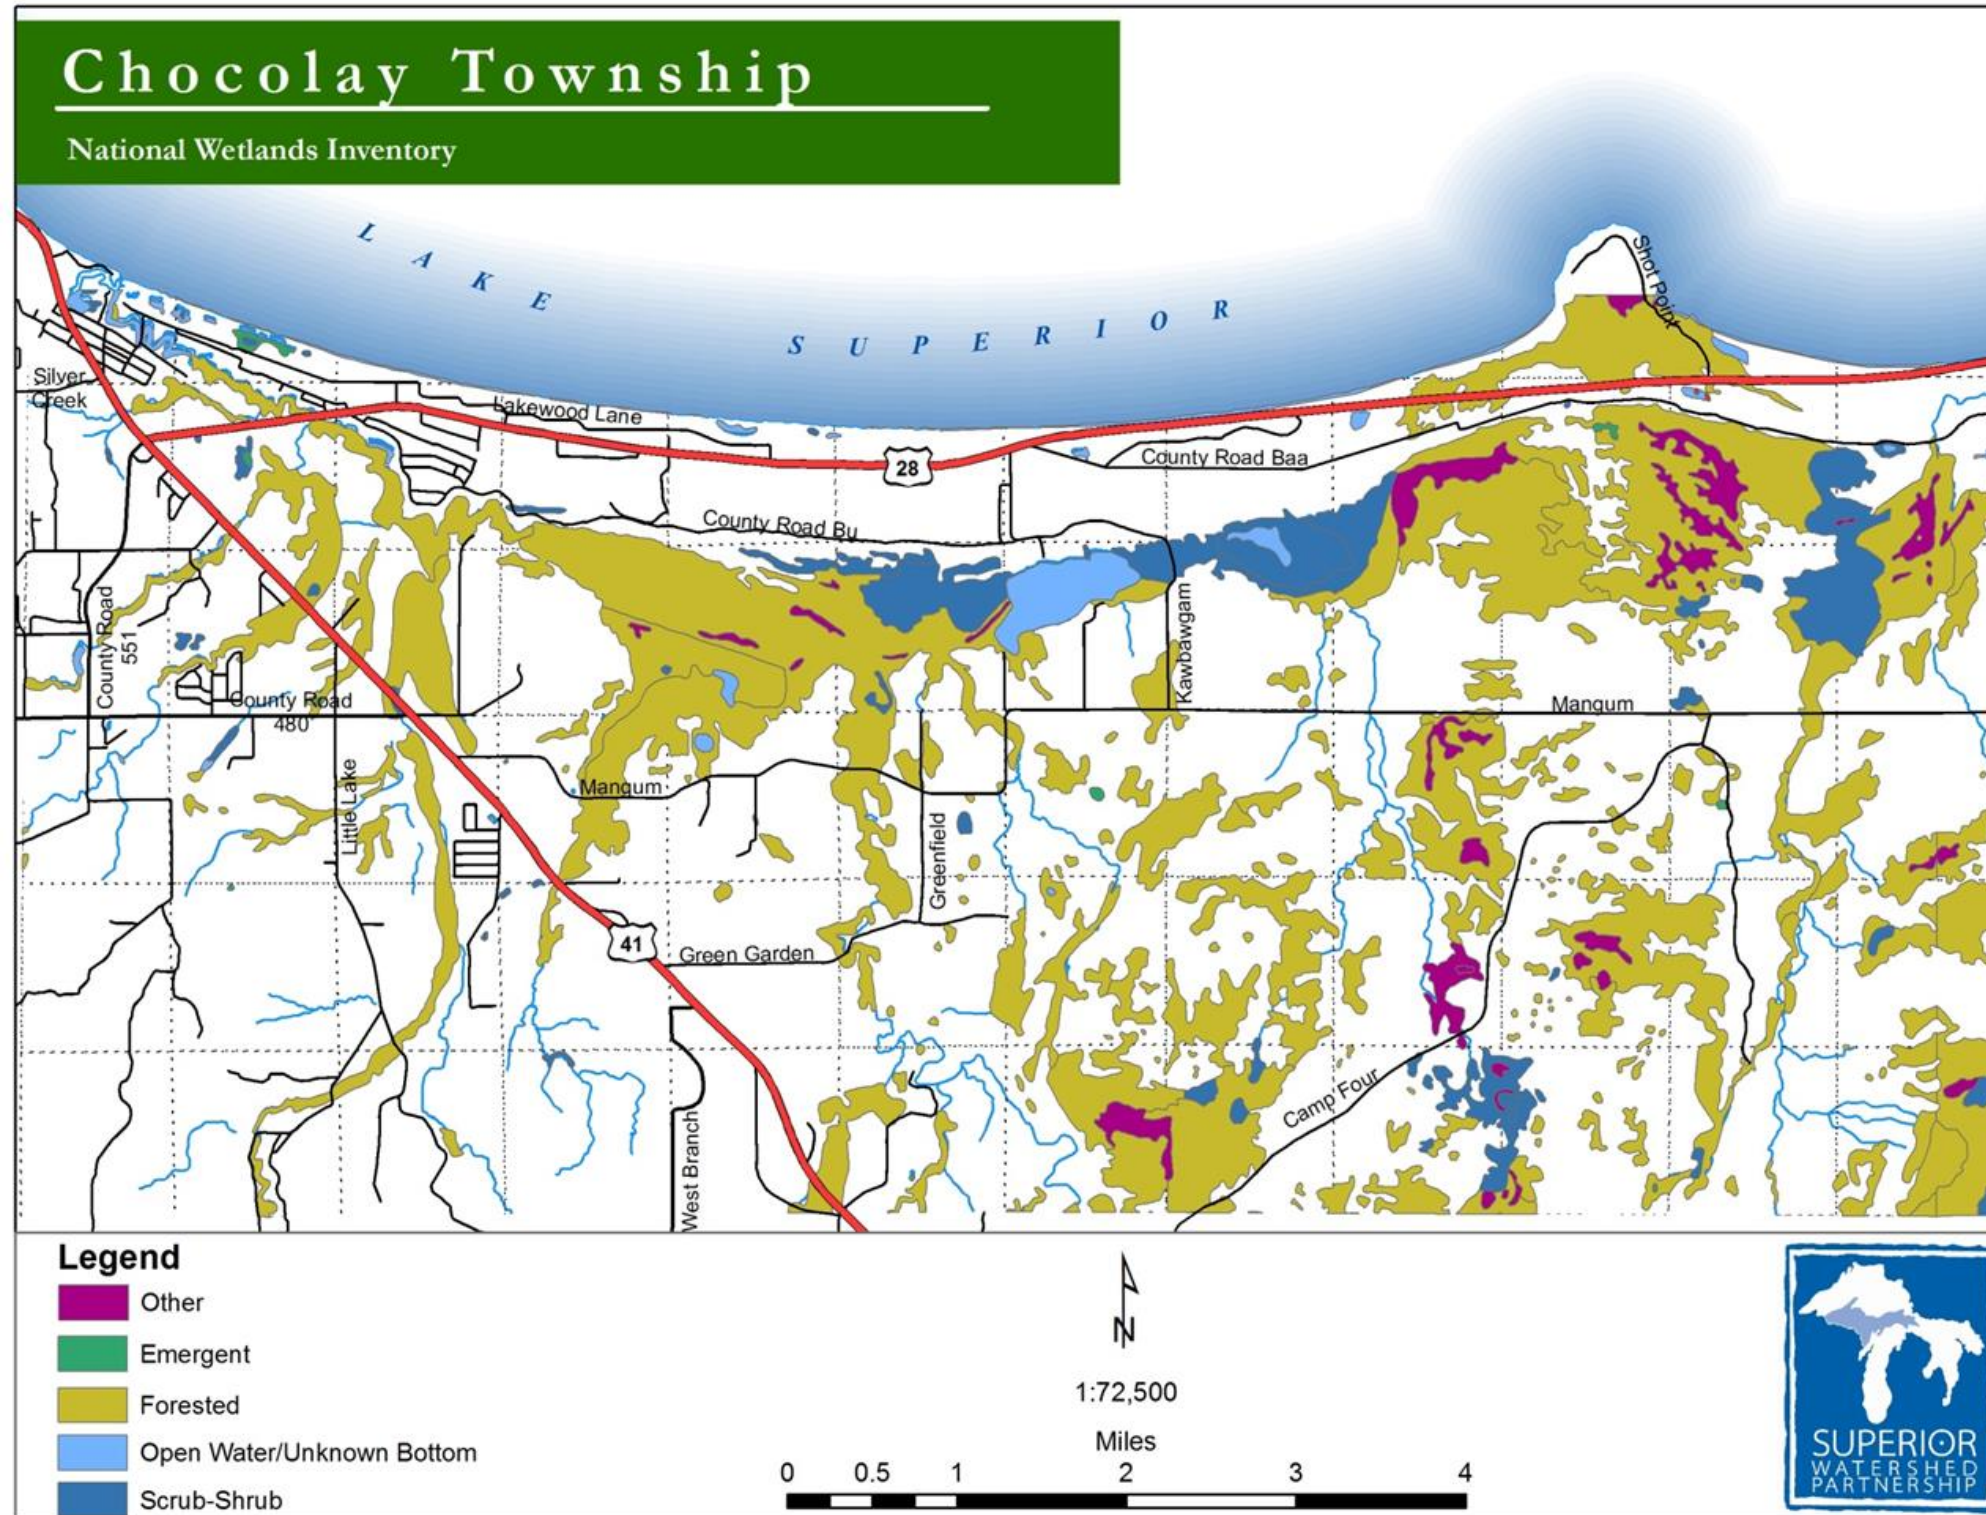 Chocolay Township
National Wetlands Inventory
LAKE SUPERIOR
Shot Point
Silver
Creek
Lakewood Lane
28
County Road Baa
County Road Bu
County Road
551
Kawbawgam
County Road
480
Mangum
Mangum
Little Lake
Greenfield
41
Green Garden
Camp Four
West Branch
Legend
Other
Emergent
Forested
Open Water/Unknown Bottom
Scrub-Shrub
N
1:72,500
Miles
0 0.5 1 2 3 4
SUPERIOR
WATERSHED
PARTNERSHIP